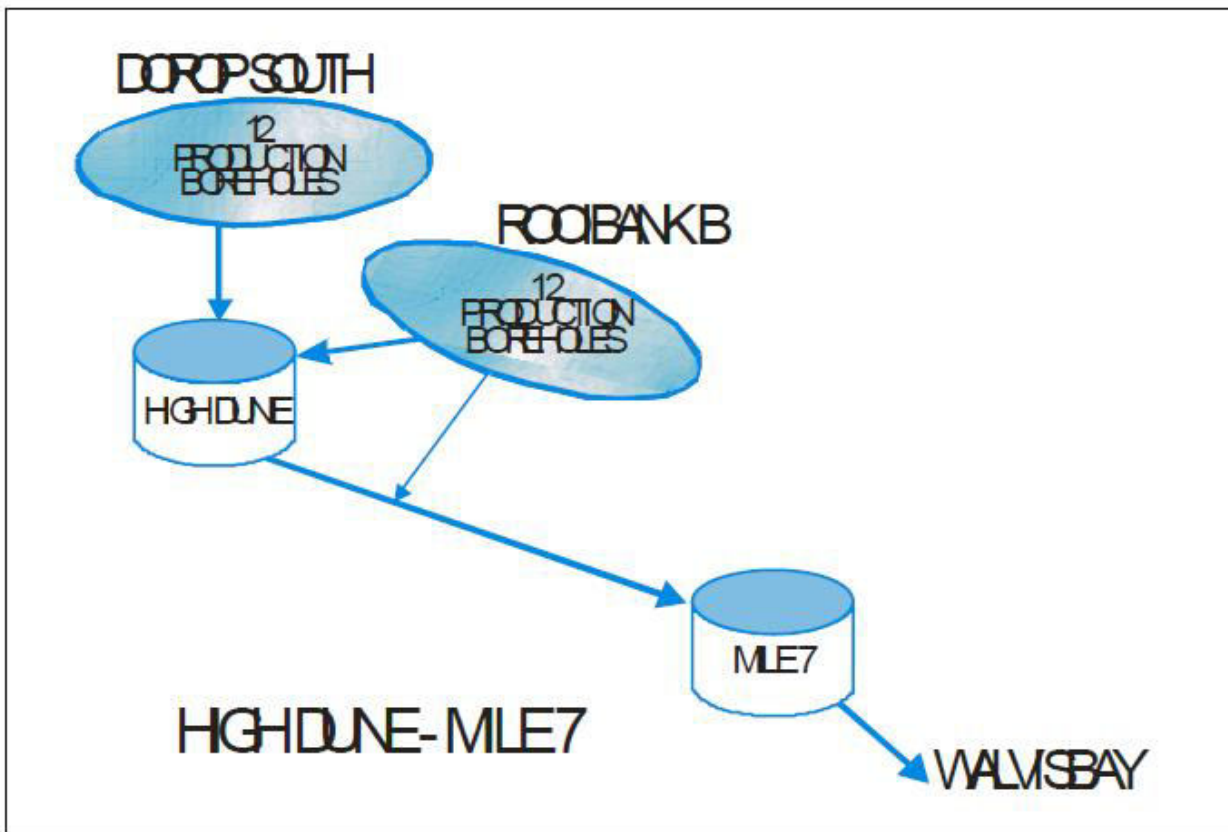 DOROP SOUTH
12
PRODUCTION
BOREHOLES
ROOIBANK B
12
PRODUCTION
BOREHOLES
HIGH DUNE
MILE 7
HIGH DUNE - MILE 7
WALVIS BAY